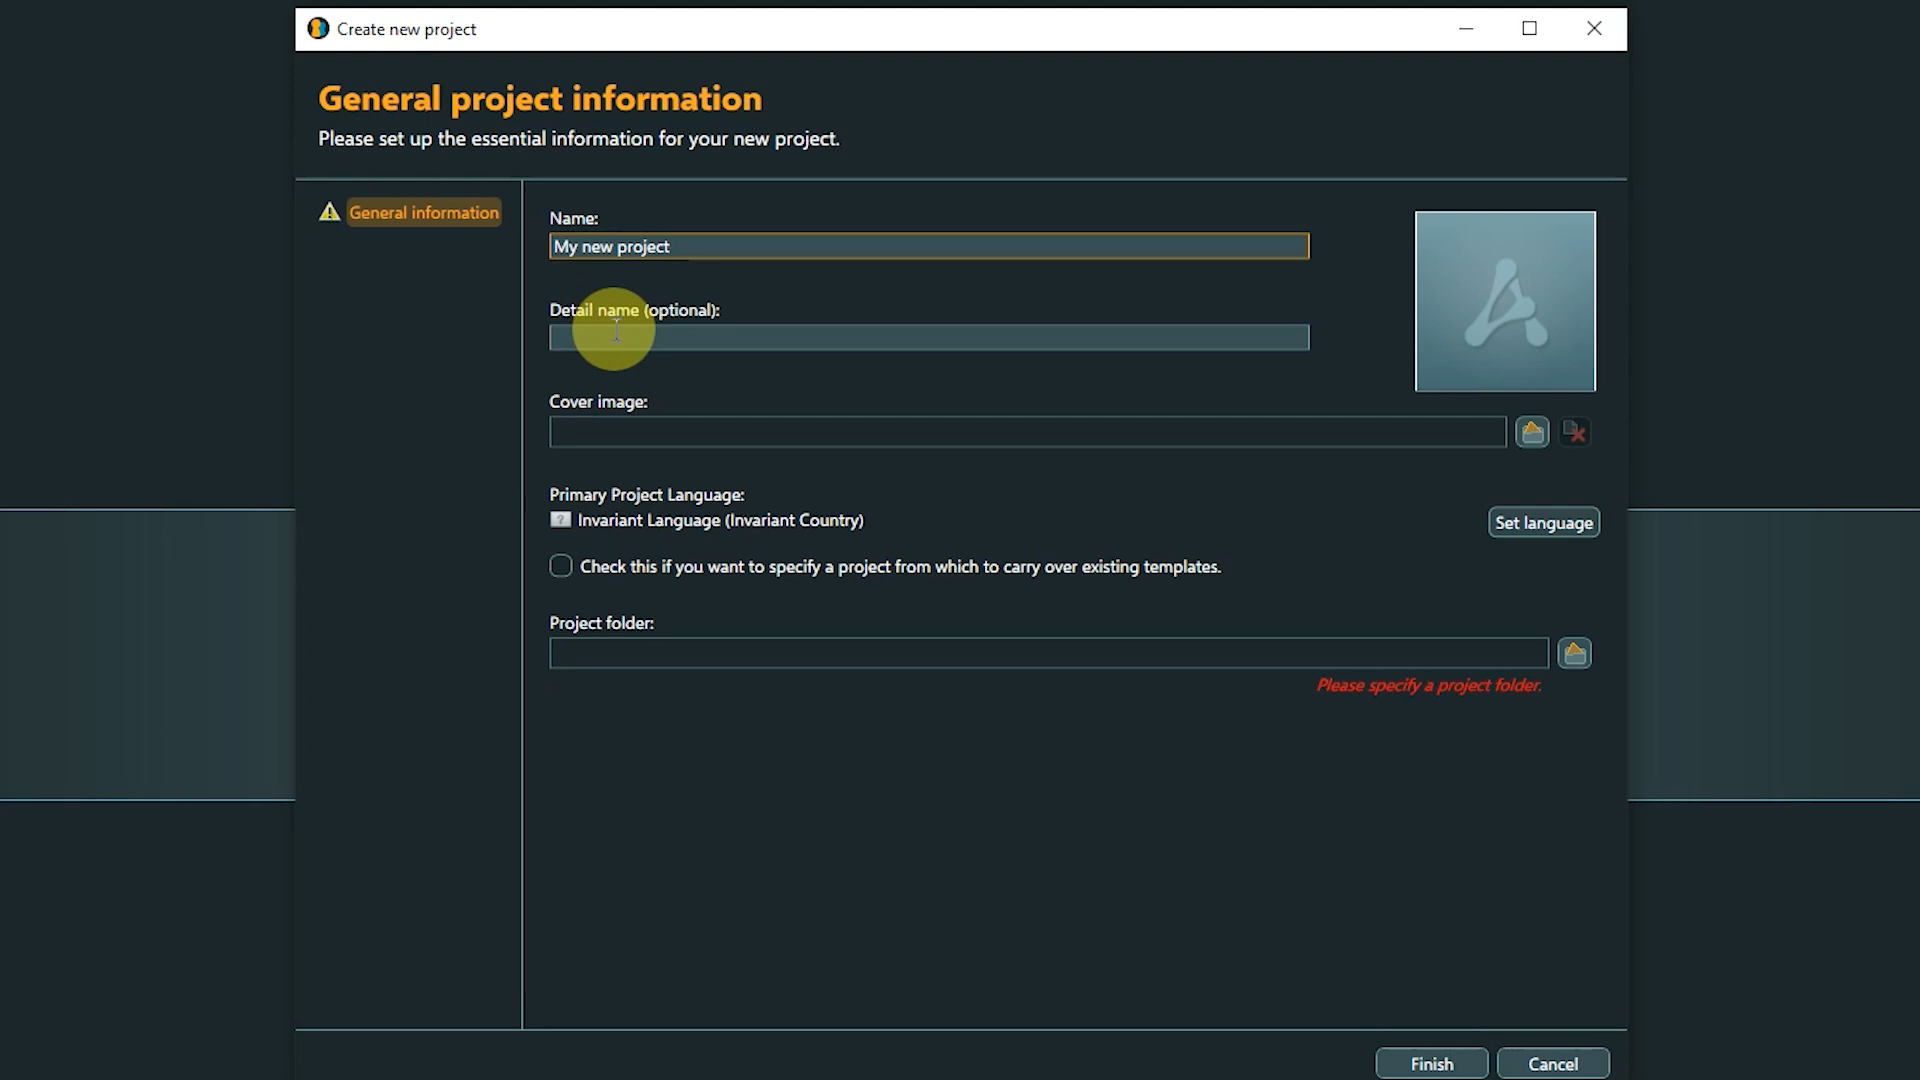 Create new project
General project information
Please set up the essential information for your new project.
General information
Name:
My new project
Detail name (optional):
Cover image:
Primary Project Language:
Invariant Language (Invariant Country)
Set language
Check this if you want to specify a project from which to carry over existing templates.
Project folder:
Please specify a project folder.
Finish
Cancel